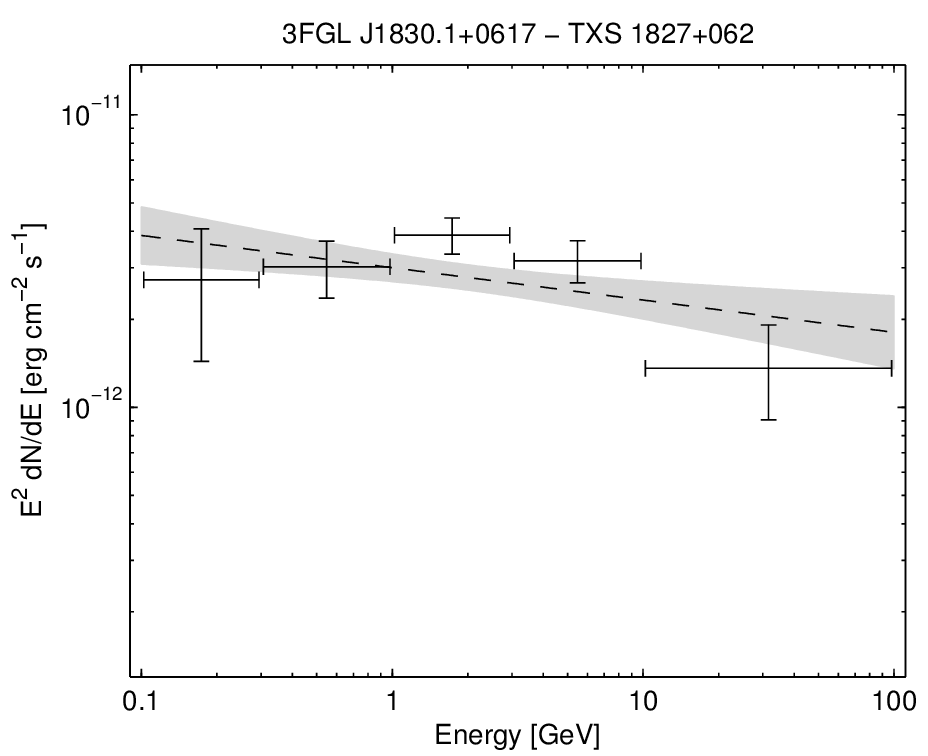 3FGL J1830.1+0617 − TXS 1827+062
E² dN/dE [erg cm⁻² s⁻¹]
10⁻¹¹
10⁻¹²
0.1 1 10 100
Energy [GeV]